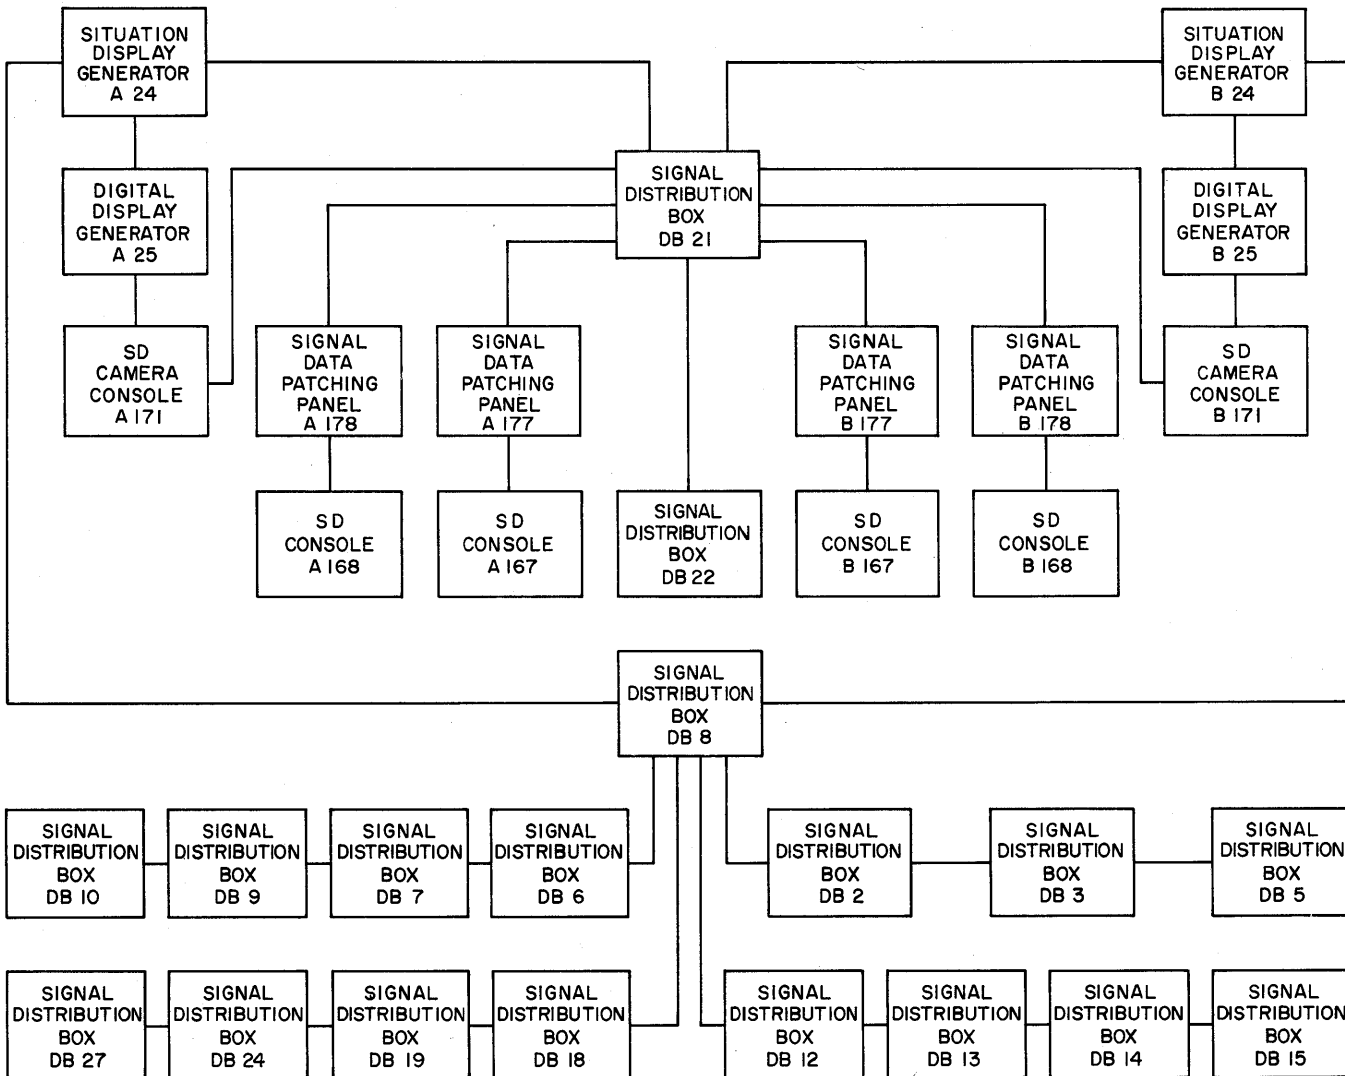 SITUATION
DISPLAY
GENERATOR
A 24
SITUATION
DISPLAY
GENERATOR
B 24
SIGNAL
DISTRIBUTION
BOX
DB 21
DIGITAL
DISPLAY
GENERATOR
A 25
DIGITAL
DISPLAY
GENERATOR
B 25
SD
CAMERA
CONSOLE
A 171
SIGNAL
DATA
PATCHING
PANEL
A 178
SIGNAL
DATA
PATCHING
PANEL
A 177
SIGNAL
DATA
PATCHING
PANEL
B 177
SIGNAL
DATA
PATCHING
PANEL
B 178
SD
CAMERA
CONSOLE
B 171
SD
CONSOLE
A 168
SD
CONSOLE
A 167
SIGNAL
DISTRIBUTION
BOX
DB 22
SD
CONSOLE
B 167
SD
CONSOLE
B 168
SIGNAL
DISTRIBUTION
BOX
DB 8
SIGNAL
DISTRIBUTION
BOX
DB 10
SIGNAL
DISTRIBUTION
BOX
DB 9
SIGNAL
DISTRIBUTION
BOX
DB 7
SIGNAL
DISTRIBUTION
BOX
DB 6
SIGNAL
DISTRIBUTION
BOX
DB 2
SIGNAL
DISTRIBUTION
BOX
DB 3
SIGNAL
DISTRIBUTION
BOX
DB 5
SIGNAL
DISTRIBUTION
BOX
DB 27
SIGNAL
DISTRIBUTION
BOX
DB 24
SIGNAL
DISTRIBUTION
BOX
DB 19
SIGNAL
DISTRIBUTION
BOX
DB 18
SIGNAL
DISTRIBUTION
BOX
DB 12
SIGNAL
DISTRIBUTION
BOX
DB 13
SIGNAL
DISTRIBUTION
BOX
DB 14
SIGNAL
DISTRIBUTION
BOX
DB 15